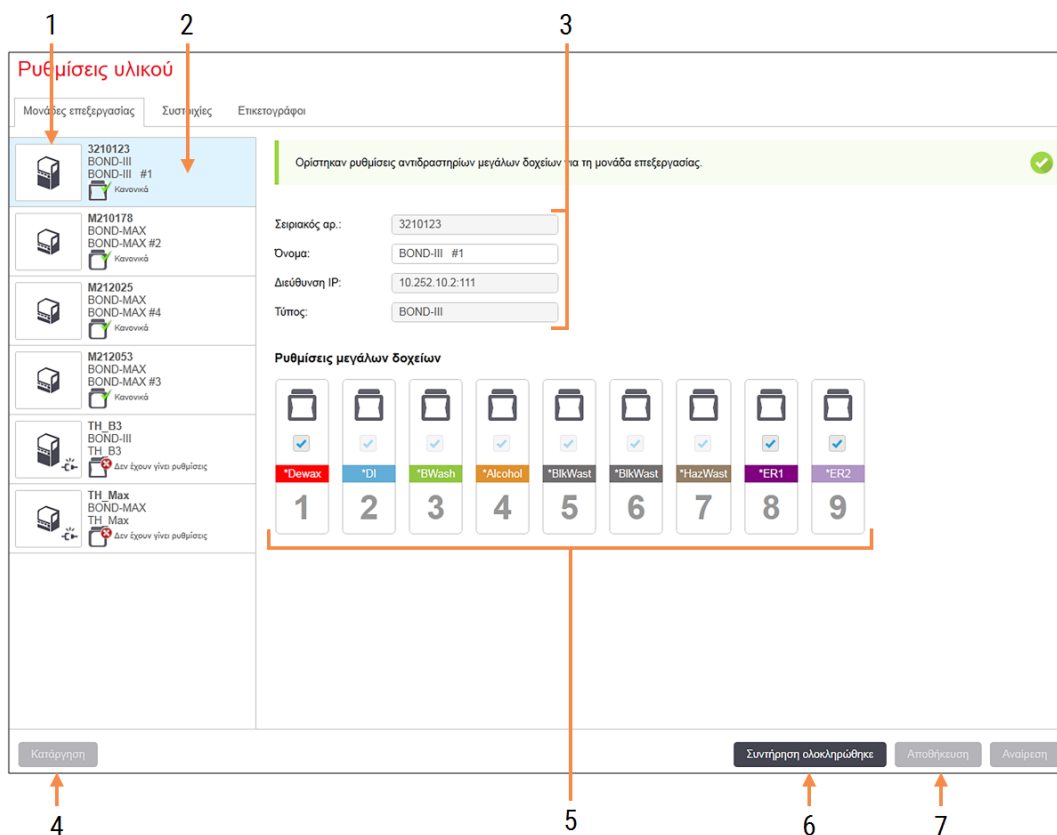 1 2 3
Ρυθμίσεις υλικού
Μονάδες επεξεργασίας Συστοιχίες Ετικετογράφοι
3210123
BOND-III
BOND-III #1
Κανονικά
M210178
BOND-MAX
BOND-MAX #2
Κανονικά
M212025
BOND-MAX
BOND-MAX #4
Κανονικά
M212053
BOND-MAX
BOND-MAX #3
Κανονικά
TH_B3
BOND-III
TH_B3
Δεν έχουν γίνει ρυθμίσεις
TH_Max
BOND-MAX
TH_Max
Δεν έχουν γίνει ρυθμίσεις
Ορίστηκαν ρυθμίσεις αντιδραστηρίων μεγάλων δοχείων για τη μονάδα επεξεργασίας.
Σειριακός αρ.: 3210123
Όνομα: BOND-III #1
Διεύθυνση IP: 10.252.10.2:111
Τύπος: BOND-III
Ρυθμίσεις μεγάλων δοχείων
*Dewax *DI *BWash *Alcohol *BlkWast *BlkWast *HazWast *ER1 *ER2
1 2 3 4 5 6 7 8 9
Κατάργηση Συντήρηση ολοκληρώθηκε Αποθήκευση Αναίρεση
4 5 6 7